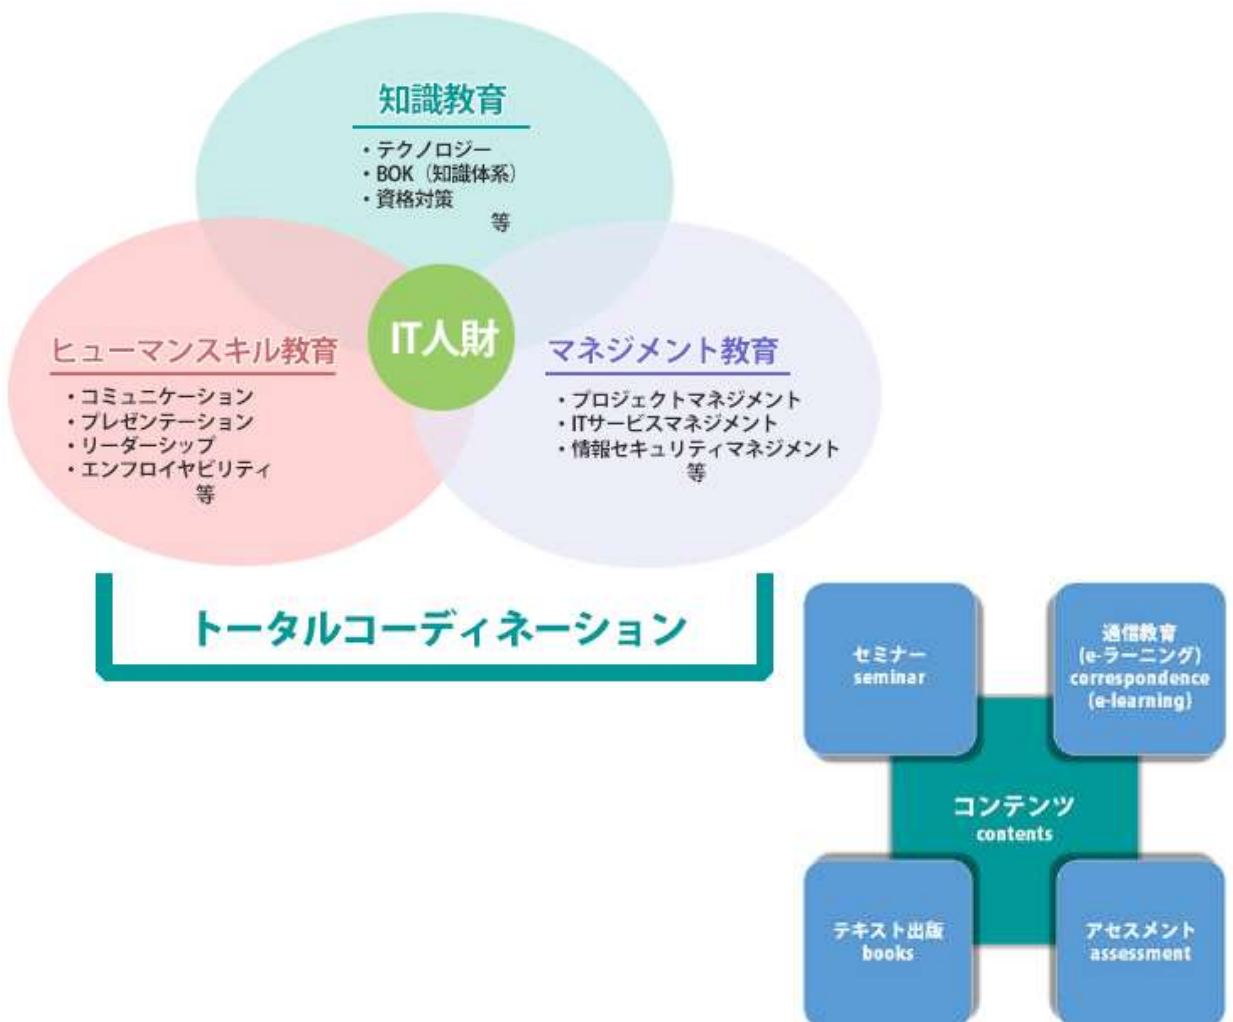 知識教育
・テクノロジー
・BOK（知識体系）
・資格対策
等
IT人財
ヒューマンスキル教育
・コミュニケーション
・プレゼンテーション
・リーダーシップ
・エンフロイヤビリティ
等
マネジメント教育
・プロジェクトマネジメント
・ITサービスマネジメント
・情報セキュリティマネジメント
等
トータルコーディネーション
セミナー
seminar
通信教育
(e-ラーニング)
correspondence
(e-learning)
コンテンツ
contents
テキスト出版
books
アセスメント
assessment